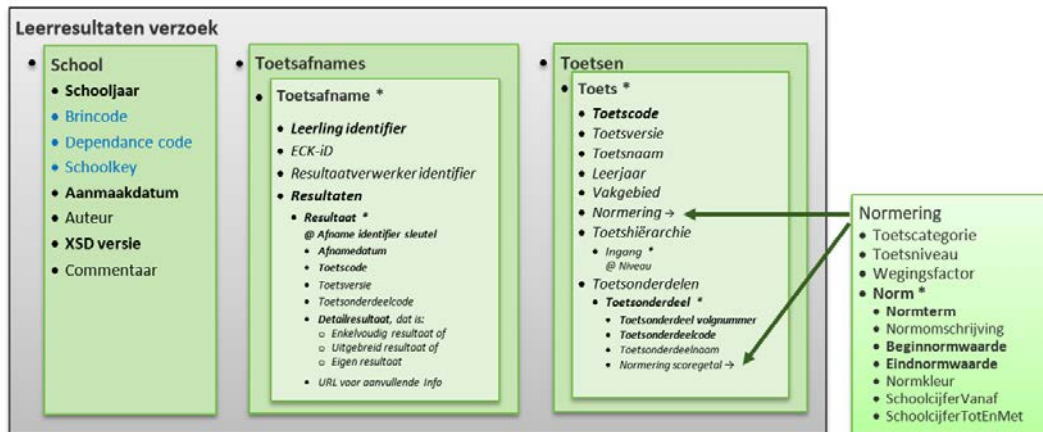 Leerresultaten verzoek
• School
• Schooljaar
• Brincode
• Dependance code
• Schoolkey
• Aanmaakdatum
• Auteur
• XSD versie
• Commentaar
• Toetsafnames
• Toetsafname *
• Leerling identifier
• ECK-iD
• Resultaatverwerker identifier
• Resultaten
• Resultaat *
@ Afname identifier sleutel
• Afnamedatum
• Toetscode
• Toetsversie
• Toetsonderdeelcode
• Detailresultaat, dat is:
o Enkelvoudig resultaat of
o Uitgebreid resultaat of
o Eigen resultaat
• URL voor aanvullende Info
• Toetsen
• Toets *
• Toetscode
• Toetsversie
• Toetsnaam
• Leerjaar
• Vakgebied
• Normering →
• Toetshiërarchie
• Ingang *
@ Niveau
• Toetsonderdelen
• Toetsonderdeel *
• Toetsonderdeel volgnummer
• Toetsonderdeelcode
• Toetsonderdeelnaam
• Normering scoregetal →
Normering
• Toetscategorie
• Toetsniveau
• Wegingsfactor
• Norm *
• Normterm
• Normomschrijving
• Beginnormwaarde
• Eindnormwaarde
• Normkleur
• SchoolcijferVanaf
• SchoolcijferTotEnMet